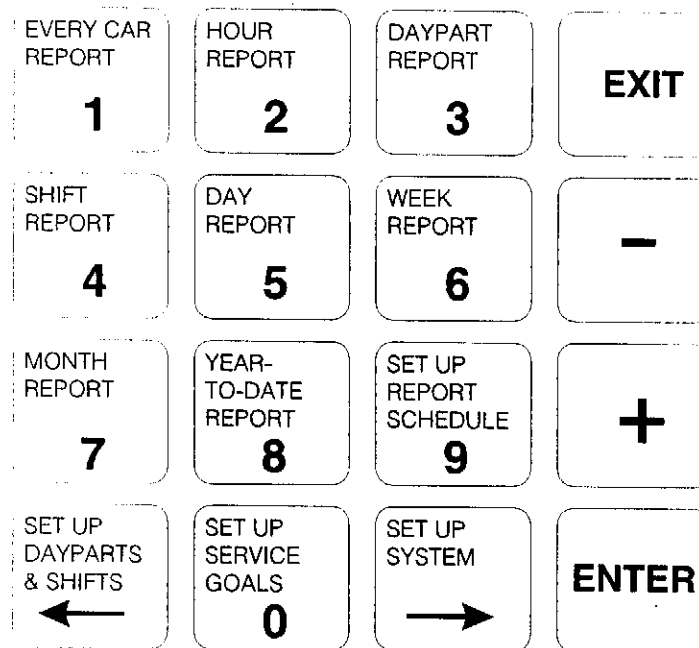 EVERY CAR
REPORT
1
HOUR
REPORT
2
DAYPART
REPORT
3
EXIT
SHIFT
REPORT
4
DAY
REPORT
5
WEEK
REPORT
6
−
MONTH
REPORT
7
YEAR-
TO-DATE
REPORT
8
SET UP
REPORT
SCHEDULE
9
+
SET UP
DAYPARTS
& SHIFTS
←
SET UP
SERVICE
GOALS
0
SET UP
SYSTEM
→
ENTER